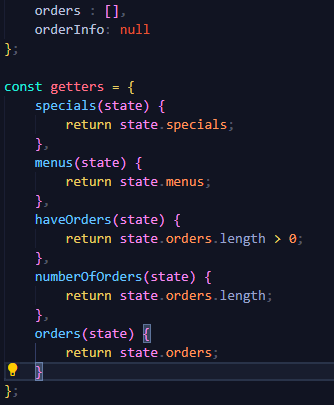 orders : [],
    orderInfo: null
};

const getters = {
    specials(state) {
        return state.specials;
    },
    menus(state) {
        return state.menus;
    },
    haveOrders(state) {
        return state.orders.length > 0;
    },
    numberOfOrders(state) {
        return state.orders.length;
    },
    orders(state) {
        return state.orders;
    }
};